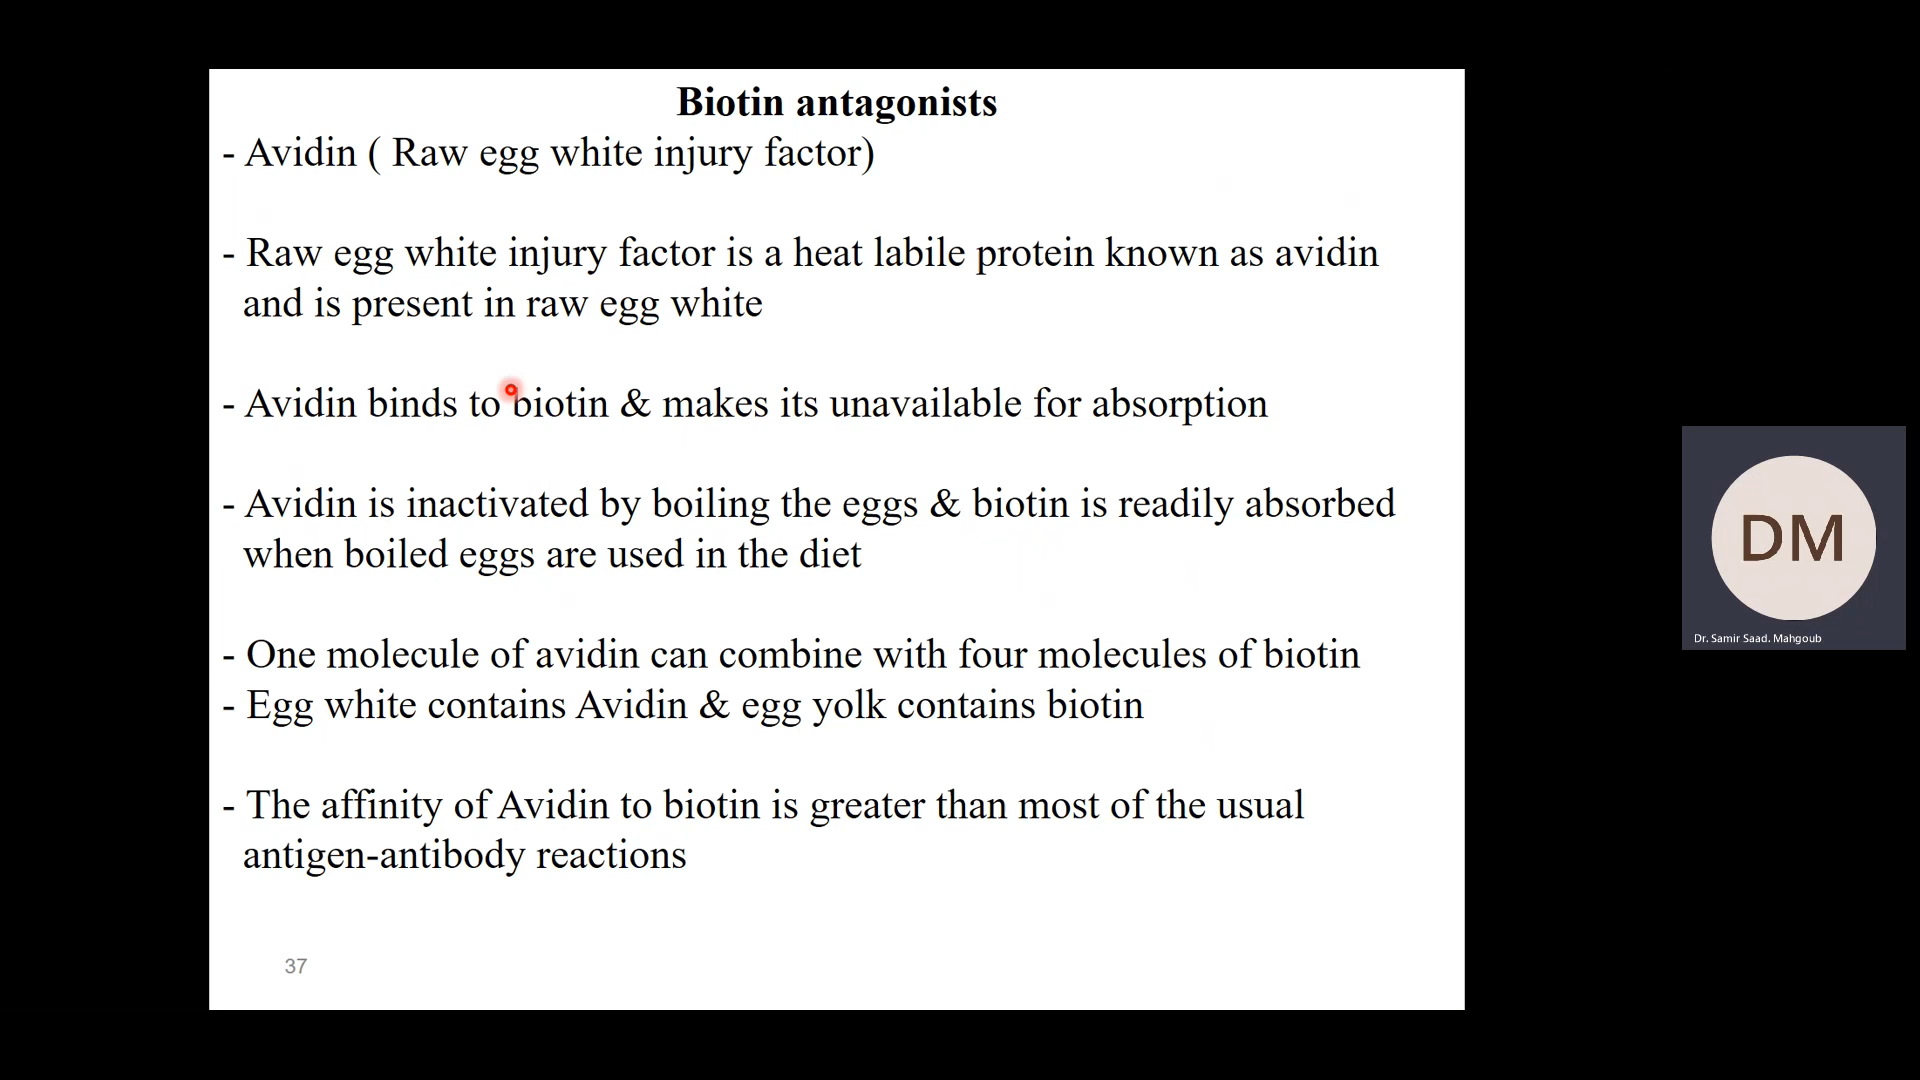 Biotin antagonists
- Avidin ( Raw egg white injury factor)
- Raw egg white injury factor is a heat labile protein known as avidin
and is present in raw egg white
- Avidin binds to biotin & makes its unavailable for absorption
- Avidin is inactivated by boiling the eggs & biotin is readily absorbed
when boiled eggs are used in the diet
- One molecule of avidin can combine with four molecules of biotin
- Egg white contains Avidin & egg yolk contains biotin
- The affinity of Avidin to biotin is greater than most of the usual
antigen-antibody reactions
37
DM
Dr. Samir Saad. Mahgoub